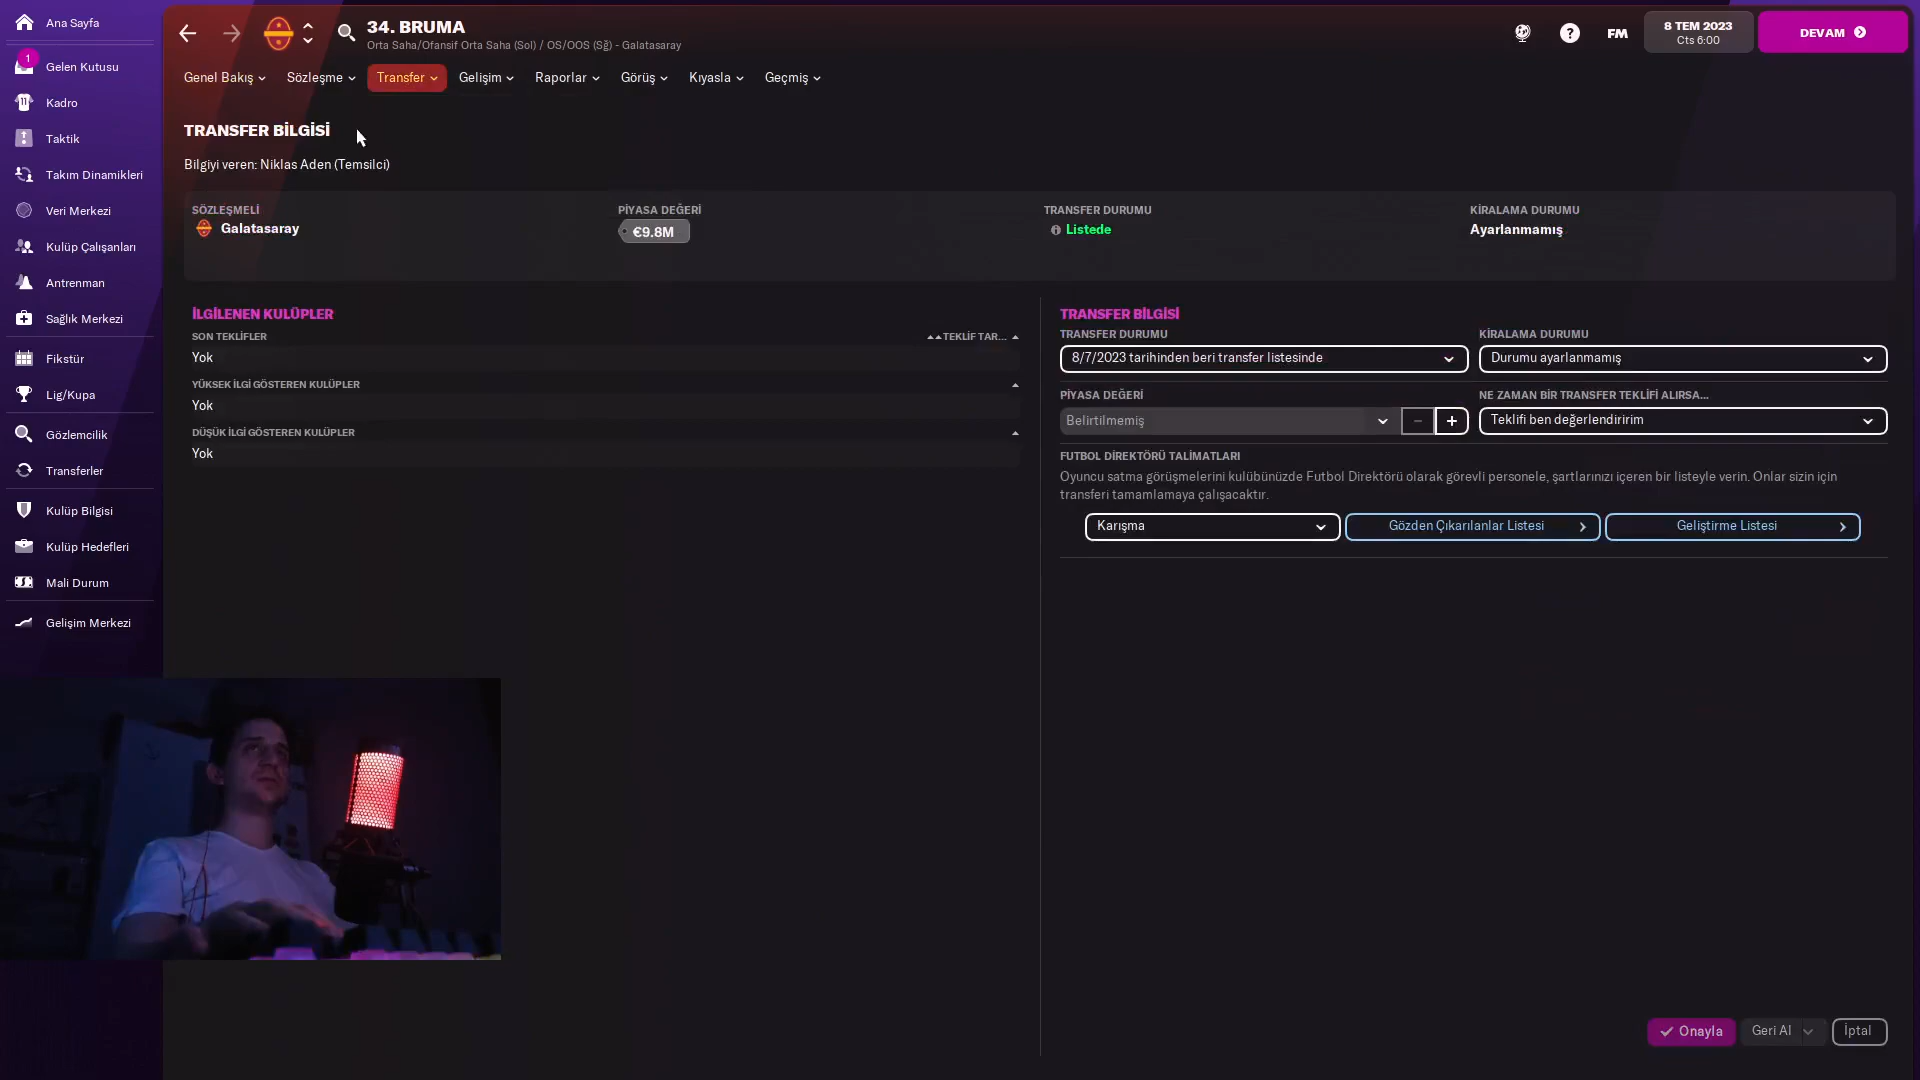 Ana Sayfa
1
Gelen Kutusu
Kadro
Taktik
Takım Dinamikleri
Veri Merkezi
Kulüp Çalışanları
Antrenman
Sağlık Merkezi
Fikstür
Lig/Kupa
Gözlemcilik
Transferler
Kulüp Bilgisi
Kulüp Hedefleri
Mali Durum
Gelişim Merkezi
34. BRUMA
Orta Saha/Ofansif Orta Saha (Sol) / OS/OOS (Sğ) - Galatasaray
FM
8 TEM 2023
Cts 6:00
DEVAM
Genel Bakış
Sözleşme
Transfer
Gelişim
Raporlar
Görüş
Kıyasla
Geçmiş
TRANSFER BİLGİSİ
Bilgiyi veren: Niklas Aden (Temsilci)
SÖZLEŞMELİ
Galatasaray
PİYASA DEĞERİ
€9.8M
TRANSFER DURUMU
Listede
KİRALAMA DURUMU
Ayarlanmamış
İLGİLENEN KULÜPLER
SON TEKLİFLER
TEKLİF TAR...
Yok
YÜKSEK İLGİ GÖSTEREN KULÜPLER
Yok
DÜŞÜK İLGİ GÖSTEREN KULÜPLER
Yok
TRANSFER BİLGİSİ
TRANSFER DURUMU
8/7/2023 tarihinden beri transfer listesinde
KİRALAMA DURUMU
Durumu ayarlanmamış
PİYASA DEĞERİ
Belirtilmemiş
NE ZAMAN BİR TRANSFER TEKLİFİ ALIRSA...
Teklifi ben değerlendiririm
FUTBOL DİREKTÖRÜ TALİMATLARI
Oyuncu satma görüşmelerini kulübünüzde Futbol Direktörü olarak görevli personele, şartlarınızı içeren bir listeyle verin. Onlar sizin için
transferi tamamlamaya çalışacaktır.
Karışma
Gözden Çıkarılanlar Listesi
Geliştirme Listesi
Onayla
Geri Al
İptal